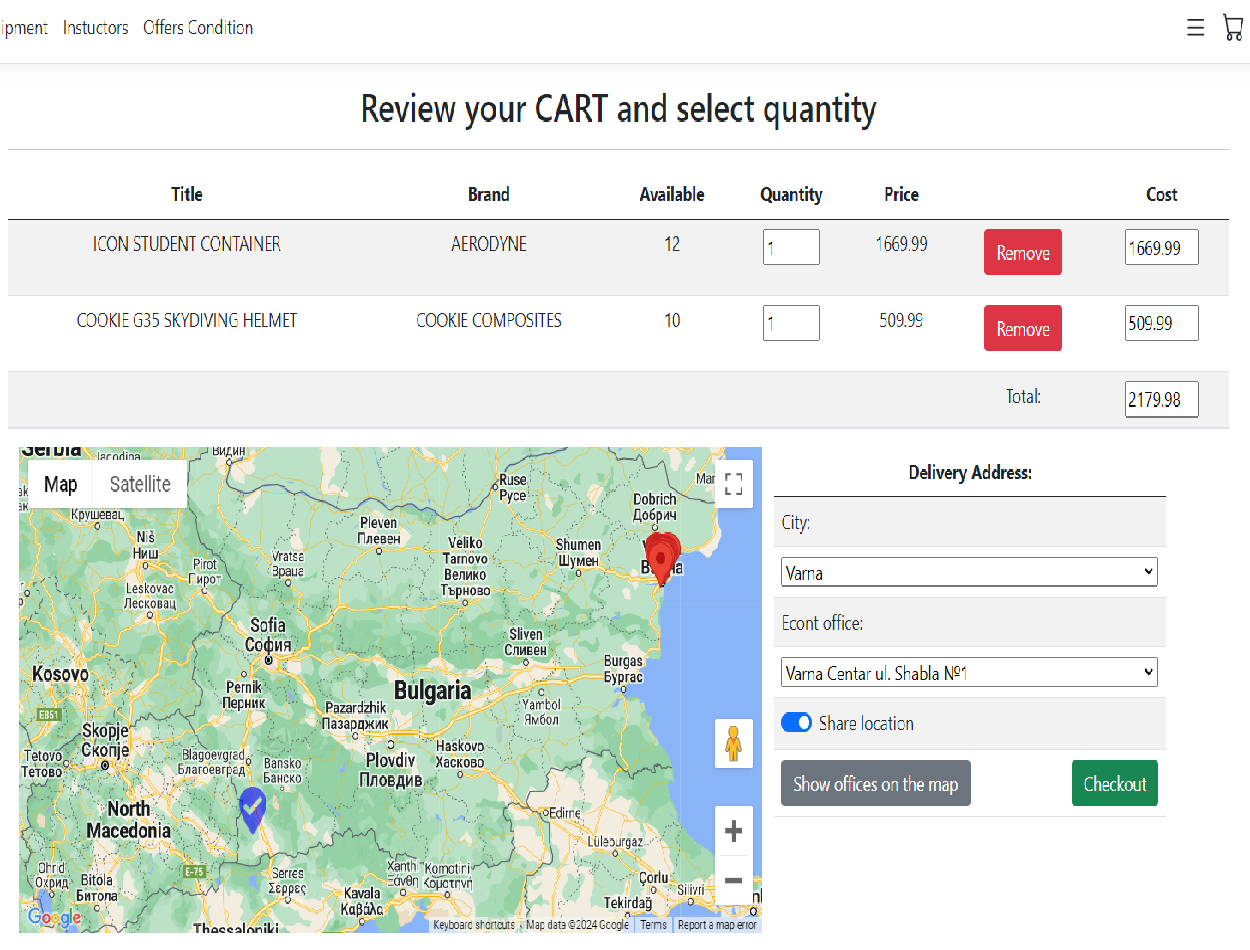 ipment Instuctors Offers Condition
Review your CART and select quantity
Title Brand Available Quantity Price Cost
ICON STUDENT CONTAINER AERODYNE 12 1 1669.99 Remove 1669.99
COOKIE G35 SKYDIVING HELMET COOKIE COMPOSITES 10 1 509.99 Remove 509.99
Total: 2179.98
Serbia
Jagodina
Видин
Map Satellite
Ruse
Русе
Dobrich
Добрич
Крушевац
Niš
Ниш
Pirot
Пирот
Leskovac
Лесковац
Vratsa
Враца
Pleven
Плевен
Veliko
Tarnovo
Велико
Търново
Shumen
Шумен
Sofia
София
Sliven
Сливен
Burgas
Бургас
Kosovo
E851
Pernik
Перник
Bulgaria
Yambol
Ямбол
Pazardzhik
Пазарджик
Skopje
Скопје
Tetovo
Тетово
Blagoevgrad
Благоевград
Bansko
Банско
Plovdiv
Пловдив
Haskovo
Хасково
North
Macedonia
Edirne
Lüleburgaz
Ohrid
Охрид
Bitola
Битола
E-75
Serres
Σέρρες
Xanthi
Ξάνθη
Komotini
Κομοτηνή
Kavala
Καβάλα
Çorlu
Silivri
Tekirdağ
Thessaloniki
Google
Keyboard shortcuts Map data ©2024 Google Terms Report a map error
Delivery Address:
City:
Varna
Econt office:
Varna Centar ul. Shabla №1
Share location
Show offices on the map Checkout